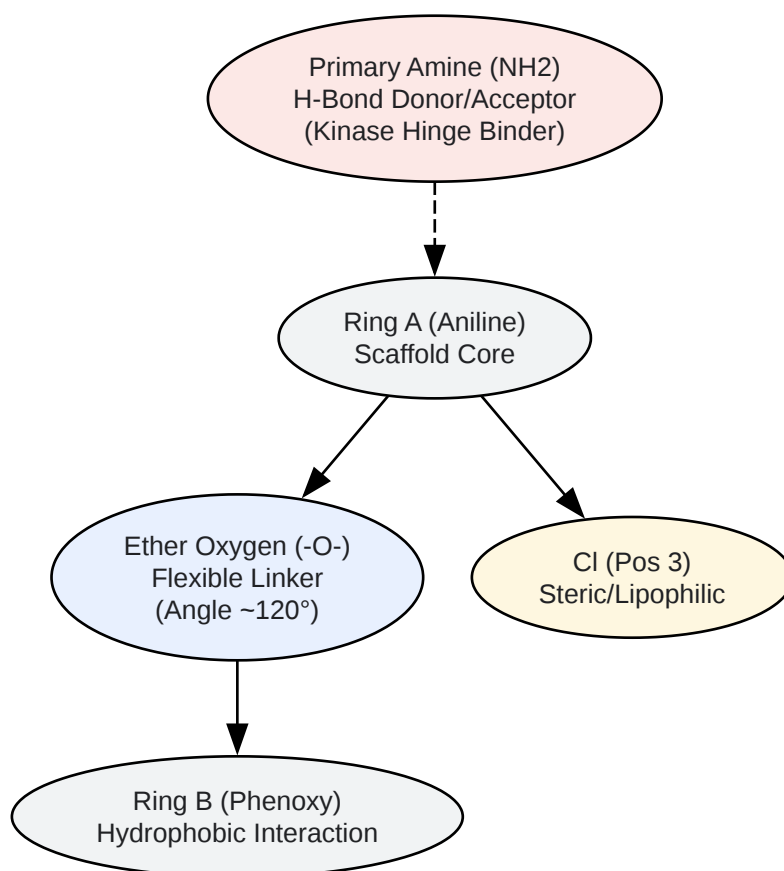 Primary Amine (NH2)
H-Bond Donor/Acceptor
(Kinase Hinge Binder)
Ring A (Aniline)
Scaffold Core
Ether Oxygen (-O-)
Flexible Linker
(Angle ~120°)
Cl (Pos 3)
Steric/Lipophilic
Ring B (Phenoxy)
Hydrophobic Interaction